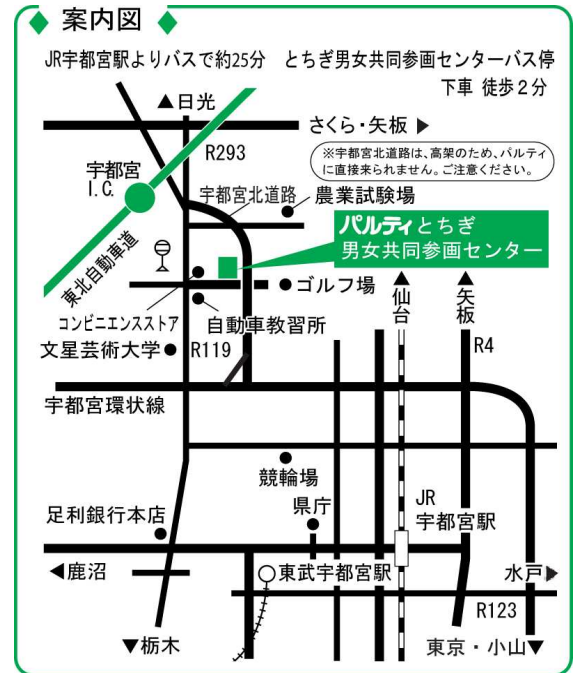 案内図
JR宇都宮駅よりバスで約25分　とちぎ男女共同参画センターバス停
下車 徒歩２分
▲日光
さくら・矢板 ▶
R293
※宇都宮北道路は、高架のため、パルティ
に直接来られません。ご注意ください。
宇都宮
I.C.
宇都宮北道路
農業試験場
パルティとちぎ
男女共同参画センター
東北自動車道
ゴルフ場
▲仙台
▲矢板
コンビニエンスストア
自動車教習所
文星芸術大学
R119
R4
宇都宮環状線
競輪場
足利銀行本店
県庁
JR
宇都宮駅
◀鹿沼
東武宇都宮駅
水戸▶
R123
▼栃木
東京・小山▼